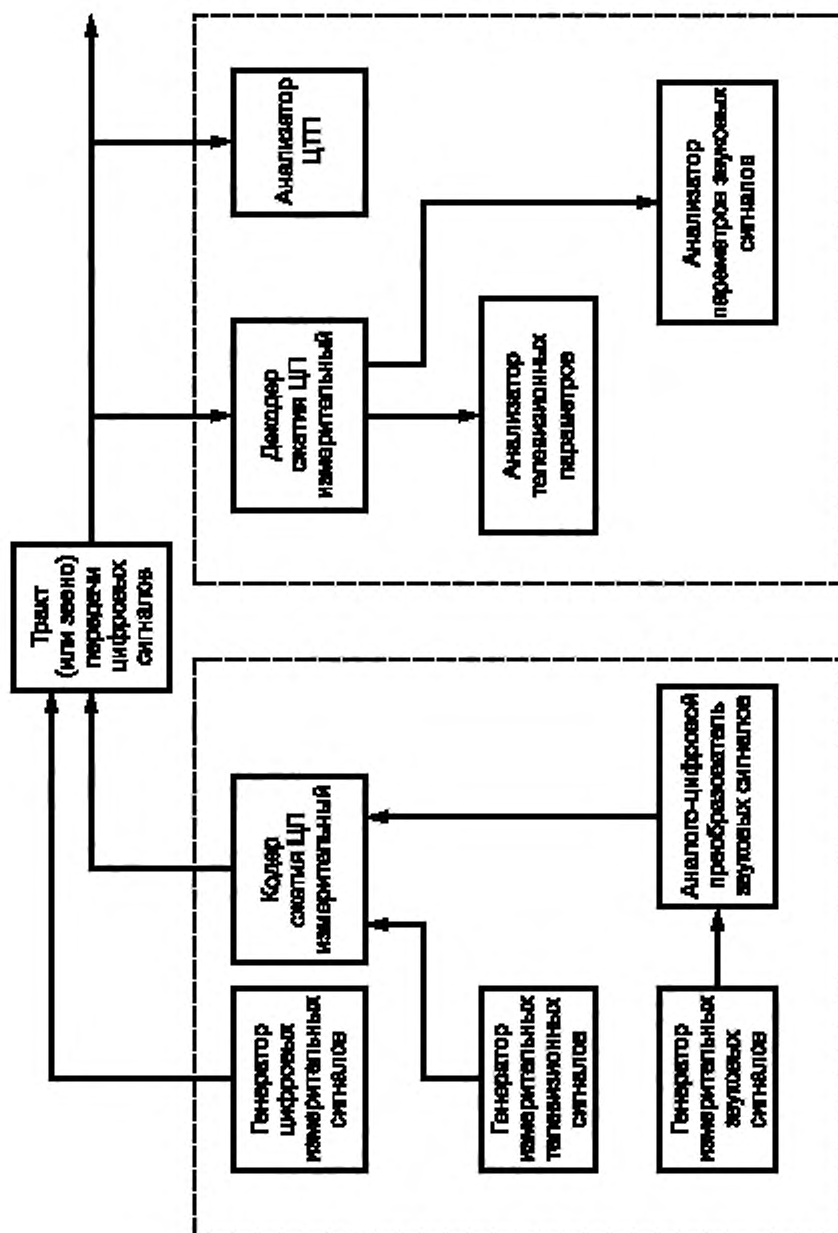 Тракт
(или звено)
передачи
цифровых
сигналов
Генератор
цифровых
измерительных
сигналов
Кодер
сжатия ЦП
измерительный
Декодер
сжатия ЦП
измерительный
Анализатор
ЦТП
Генератор
измерительных
телевизионных
сигналов
Анализатор
телевизионных
параметров
Генератор
измерительных
звуковых
сигналов
Аналого-цифровой
преобразователь
звуковых сигналов
Анализатор
параметров звуковых
сигналов